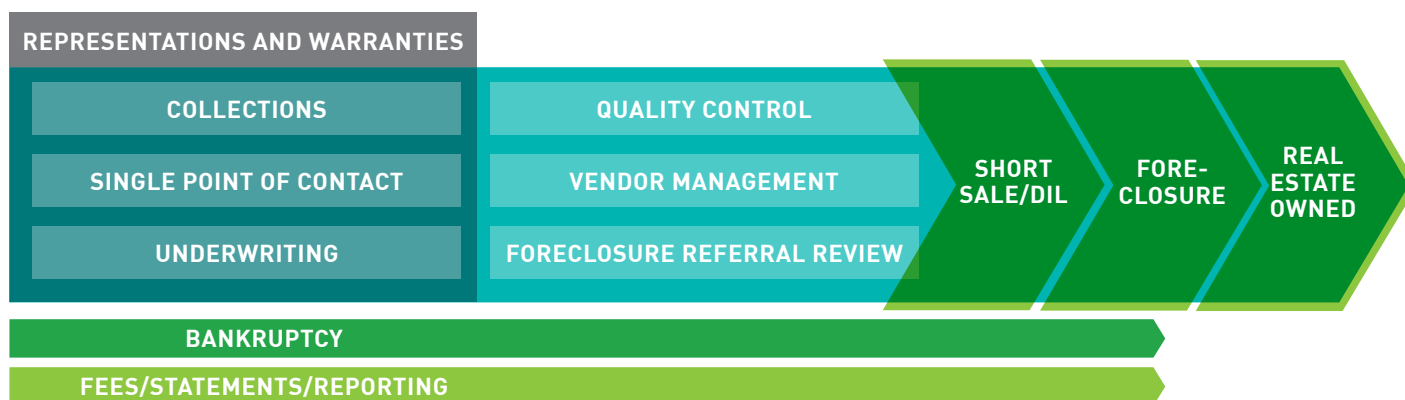 REPRESENTATIONS AND WARRANTIES
COLLECTIONS
SINGLE POINT OF CONTACT
UNDERWRITING
QUALITY CONTROL
VENDOR MANAGEMENT
FORECLOSURE REFERRAL REVIEW
SHORT
SALE/DIL
FORE-
CLOSURE
REAL
ESTATE
OWNED
BANKRUPTCY
FEES/STATEMENTS/REPORTING